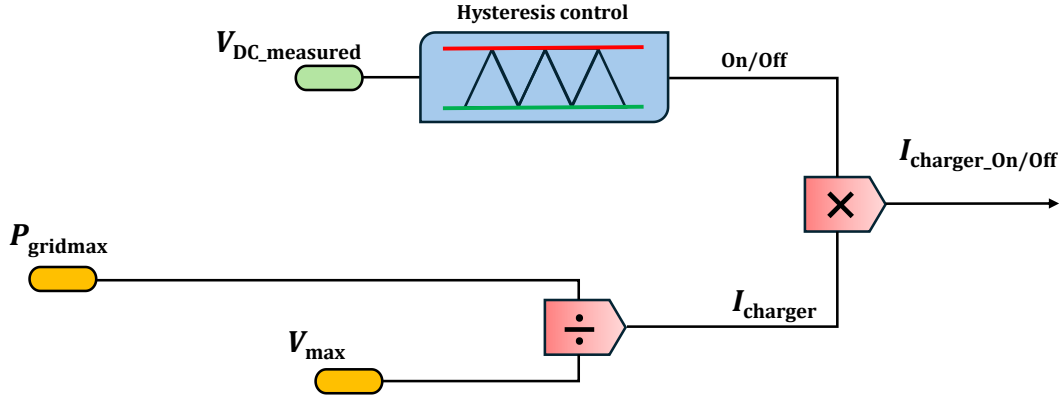 Hysteresis control
V_DC_measured
On/Off
I_charger_On/Off
×
P_gridmax
I_charger
÷
V_max